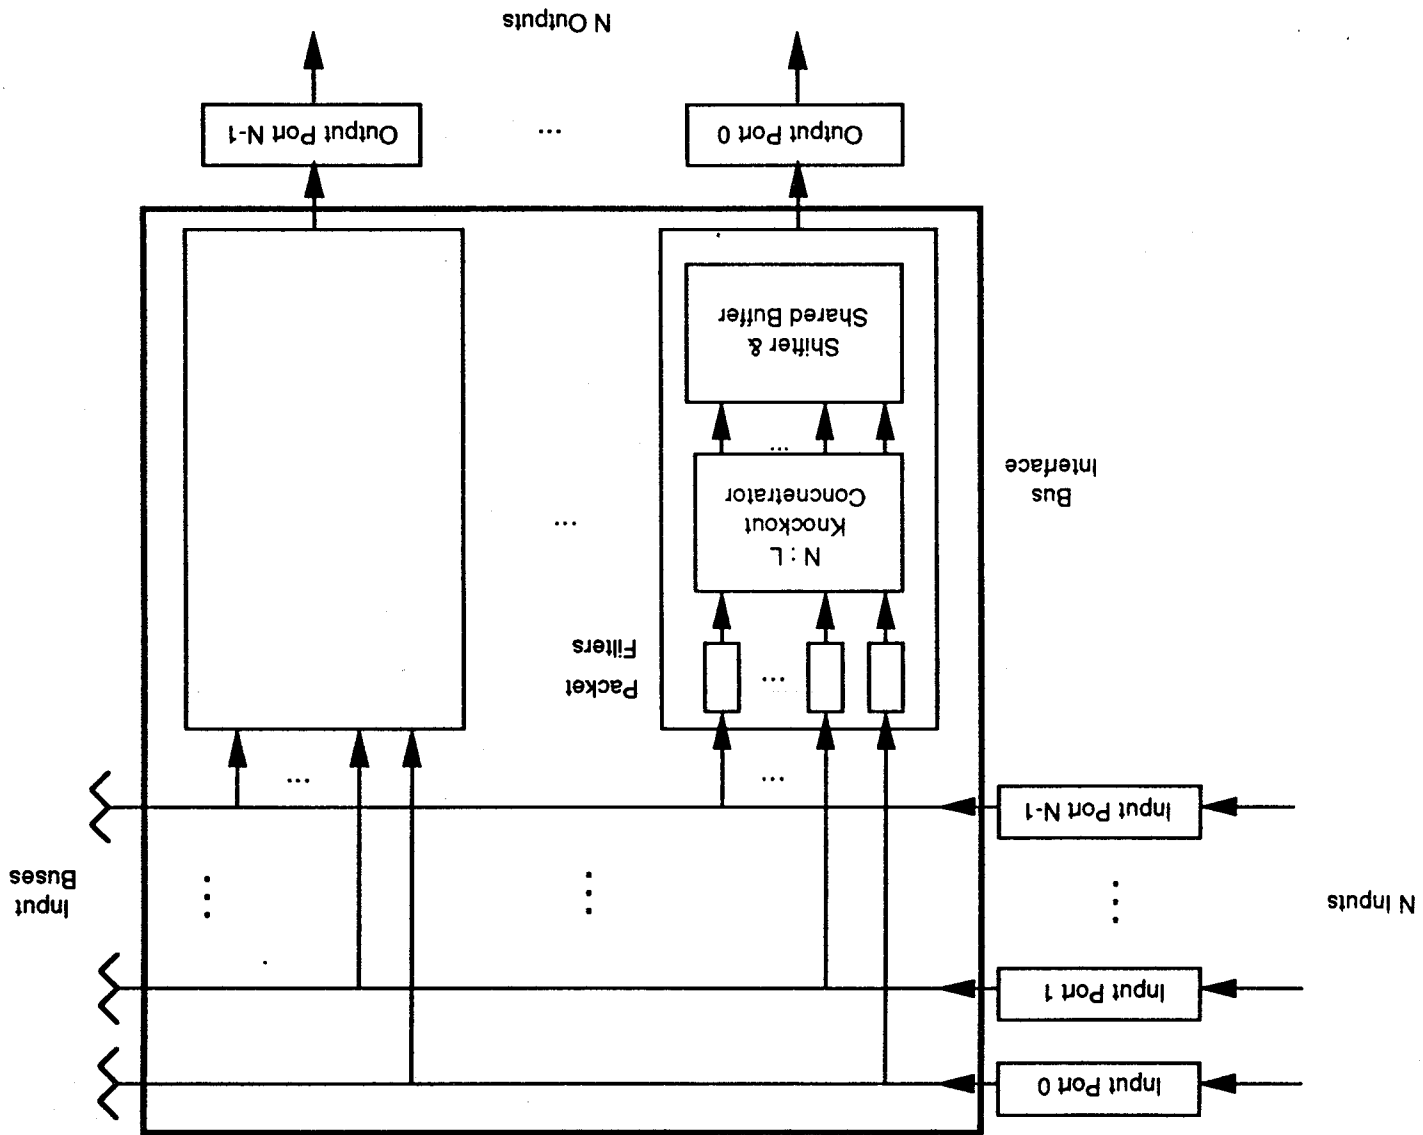 Input Port 0
Input Port 1
N Inputs
⋮
⋮
⋮
Input
Buses
Input Port N-1
...
...
Packet
Filters
...
N : L
Knockout
Concnetrator
...
Bus
Interface
...
Shifter &
Shared Buffer
Output Port 0
...
Output Port N-1
N Outputs